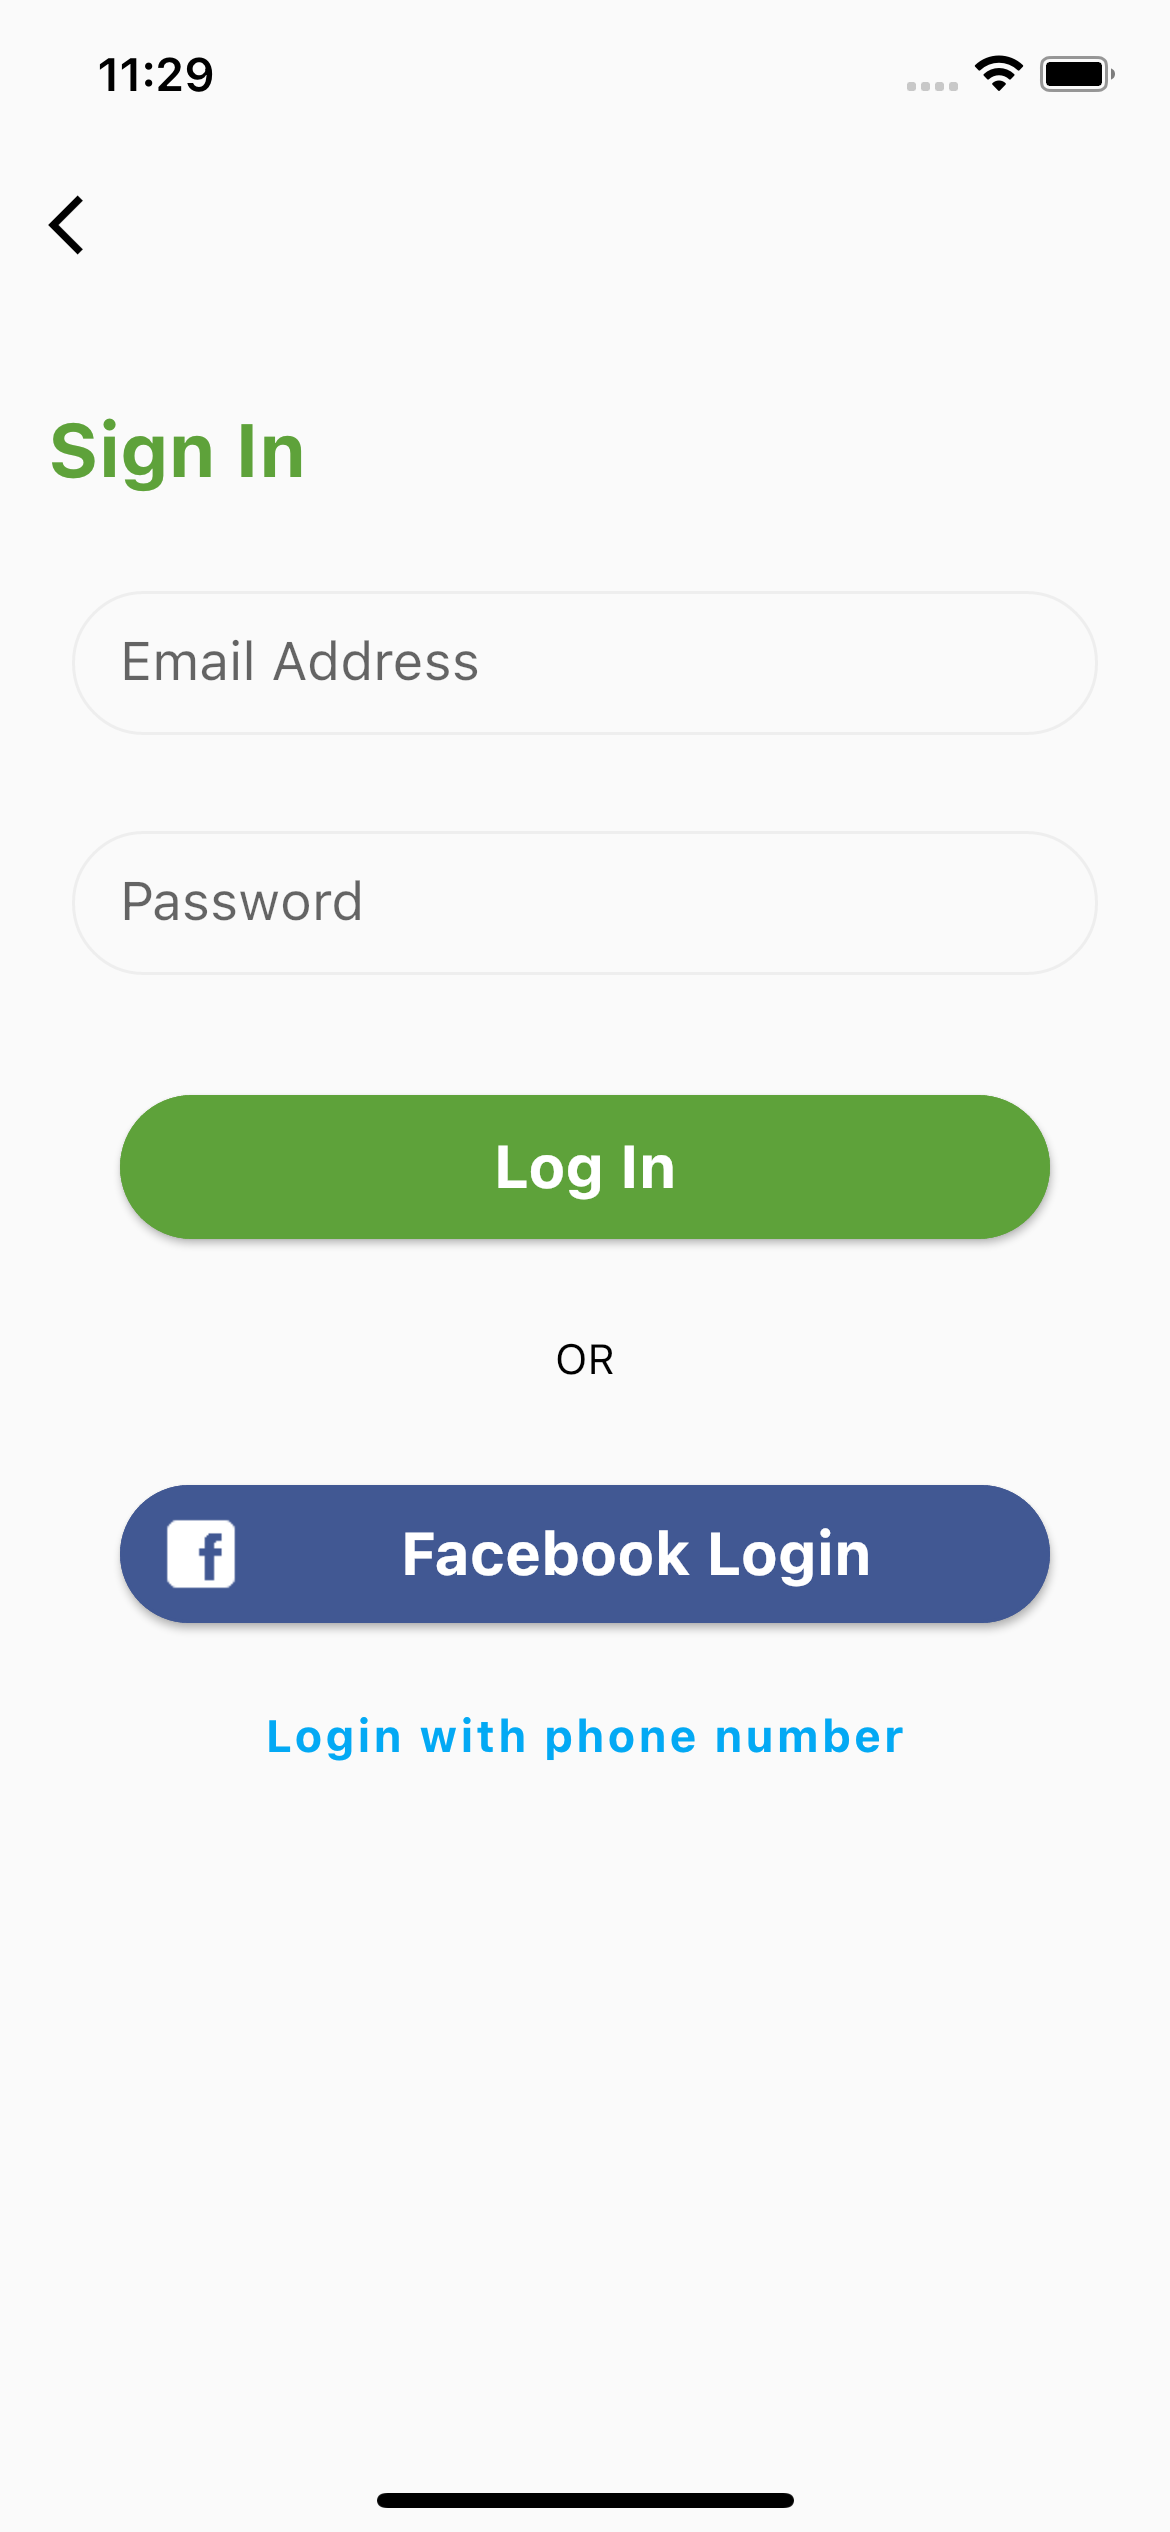 11:29
Sign In
Email Address
Password
Log In
OR
f Facebook Login
Login with phone number